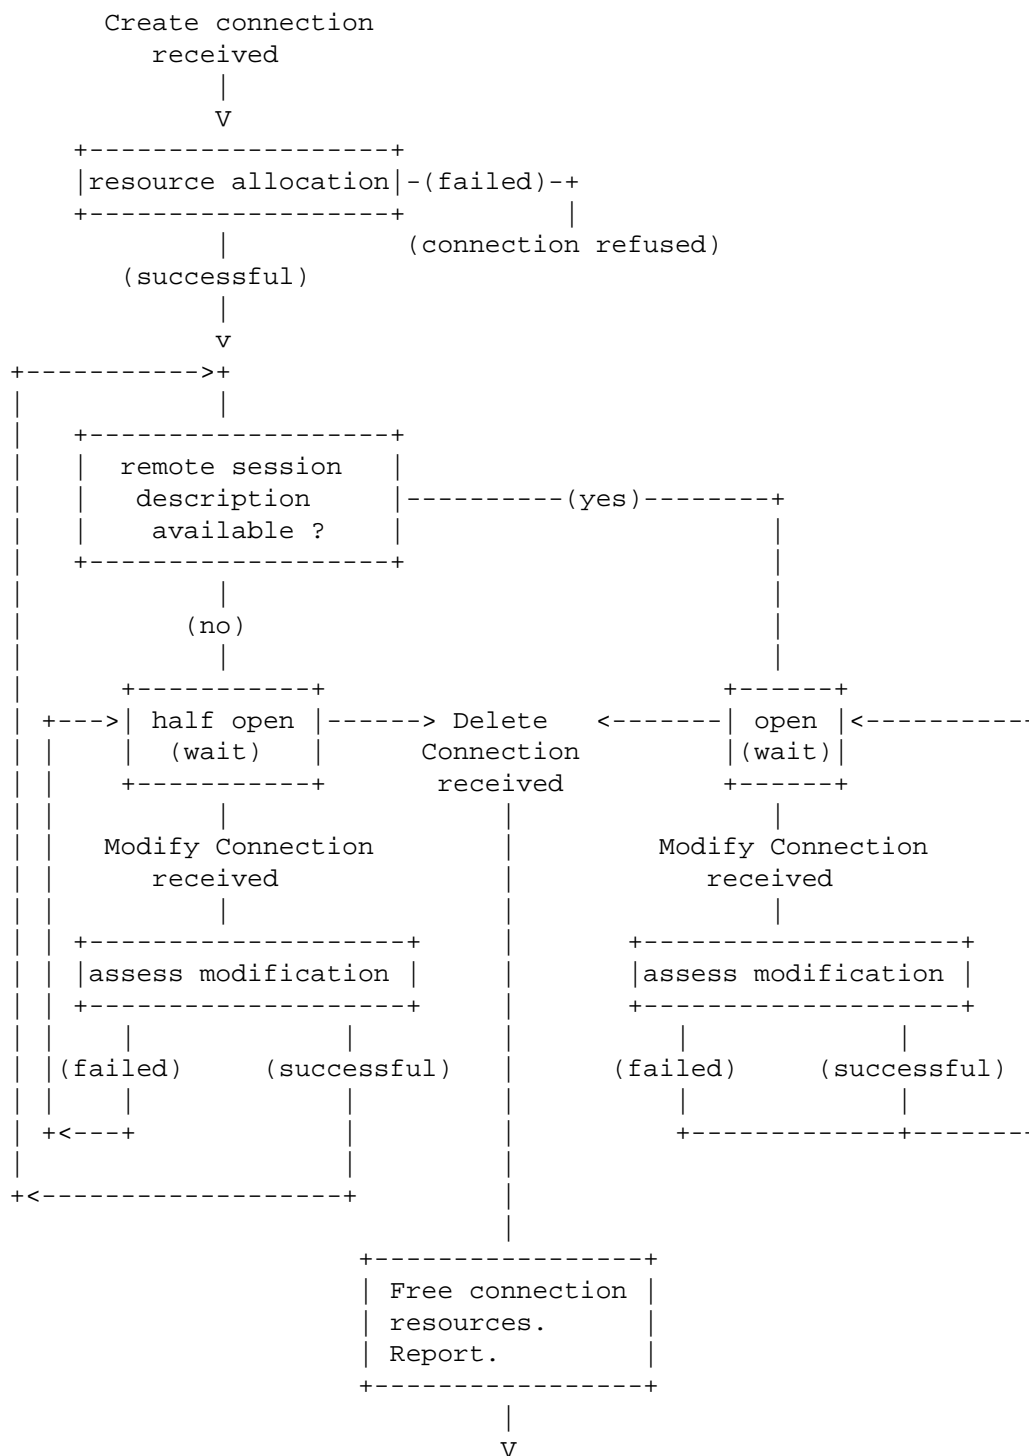 Create connection
received
V
resource allocation -(failed)-
(connection refused)
(successful)
v
remote session
description (yes)
available ?
(no)
half open Delete open
(wait) Connection (wait)
received
Modify Connection Modify Connection
received received
assess modification assess modification
(failed) (successful) (failed) (successful)
Free connection
resources.
Report.
V